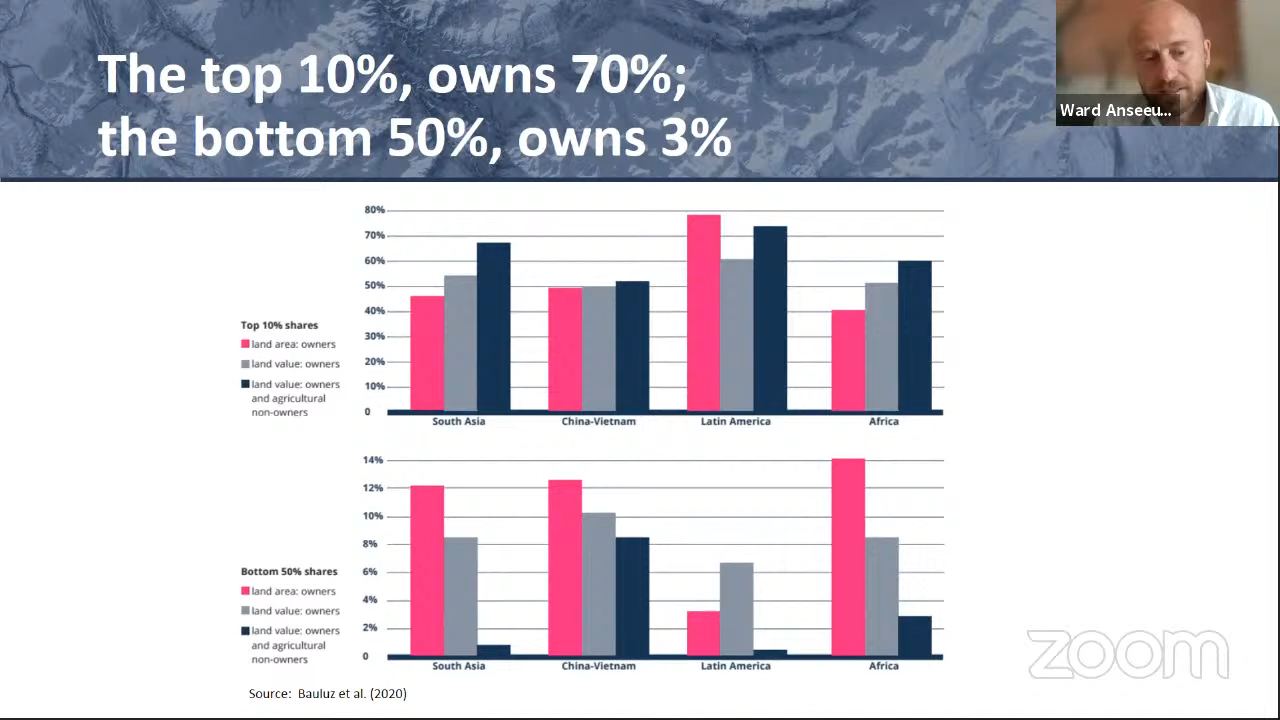 The top 10%, owns 70%;
the bottom 50%, owns 3%
Ward Anseeu...
80%
70%
60%
50%
40%
30%
20%
10%
0
Top 10% shares
land area: owners
land value: owners
land value: owners
and agricultural
non-owners
South Asia
China-Vietnam
Latin America
Africa
14%
12%
10%
8%
6%
4%
2%
0
Bottom 50% shares
land area: owners
land value: owners
land value: owners
and agricultural
non-owners
South Asia
China-Vietnam
Latin America
Africa
Source: Bauluz et al. (2020)
zoom